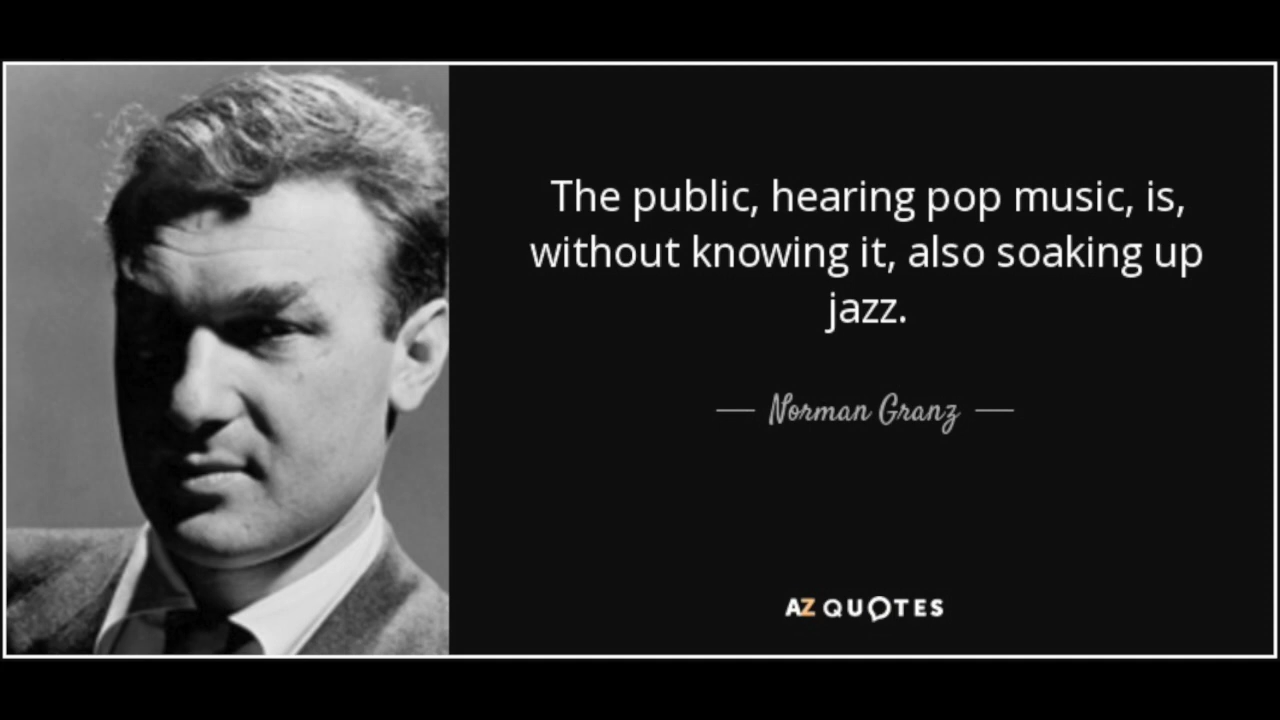 The public, hearing pop music, is,
without knowing it, also soaking up
jazz.
Norman Granz
AZ QUOTES